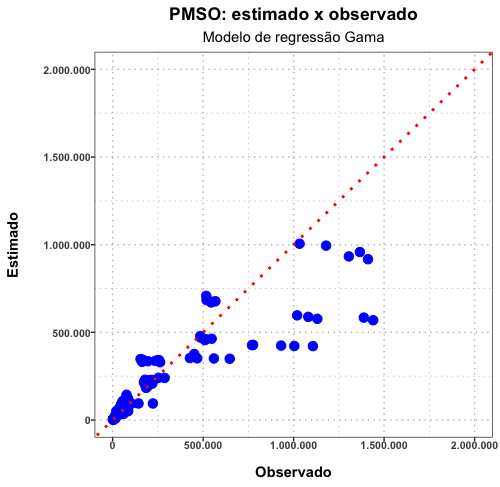 PMSO: estimado x observado
Modelo de regressão Gama
2.000.000
1.500.000
1.000.000
500.000
0
Estimado
0 500.000 1.000.000 1.500.000 2.000.000
Observado